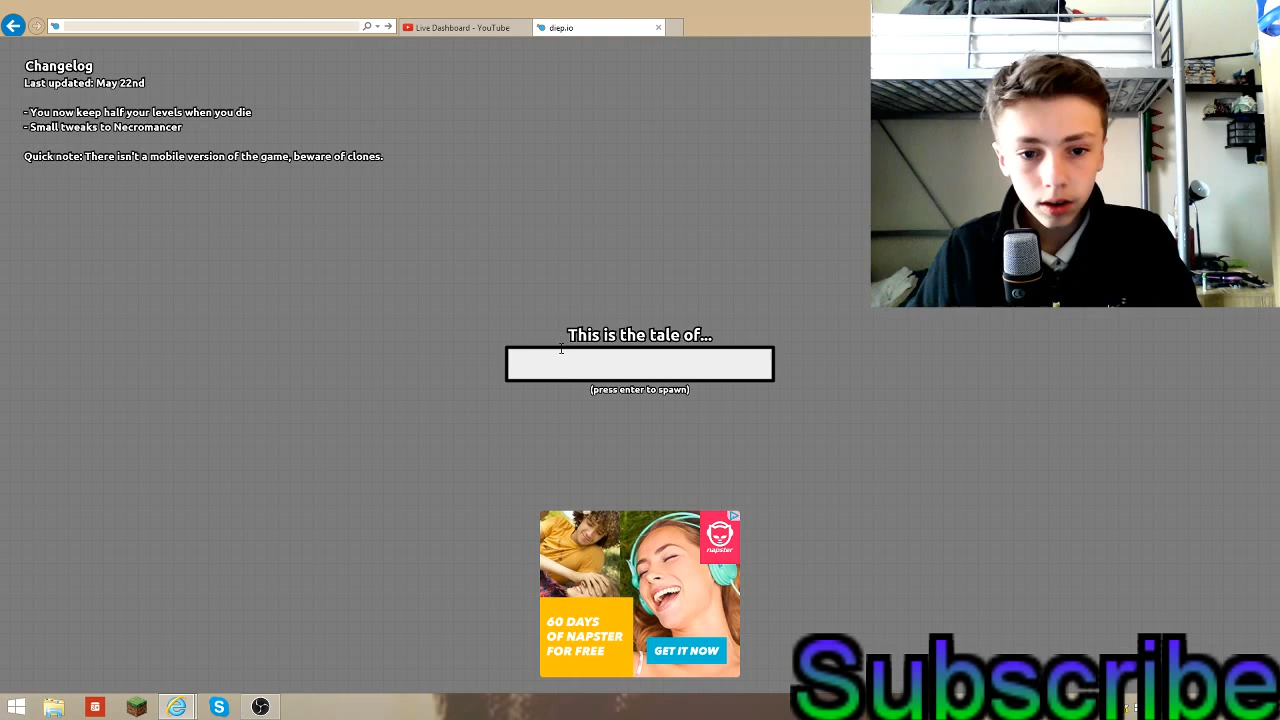 Live Dashboard - YouTube
diep.io
Changelog
Last updated: May 22nd
- You now keep half your levels when you die
- Small tweaks to Necromancer
Quick note: There isn't a mobile version of the game, beware of clones.
This is the tale of...
(press enter to spawn)
napster
60 DAYS
OF NAPSTER
FOR FREE
GET IT NOW
Subscribe